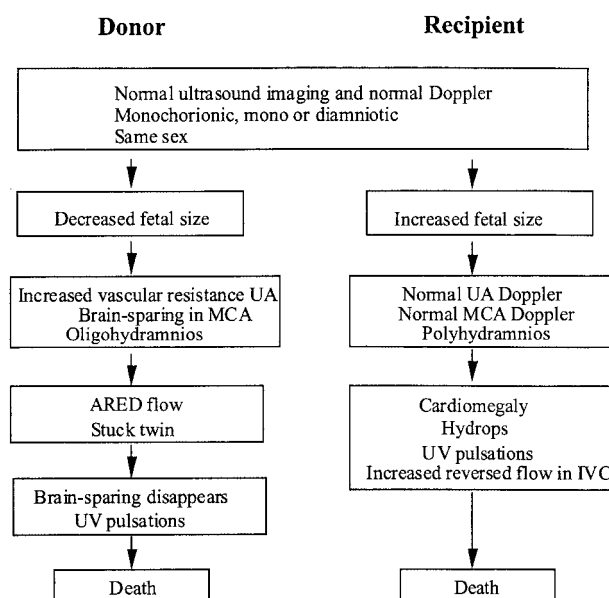 Donor
Recipient
Normal ultrasound imaging and normal Doppler
Monochorionic, mono or diamniotic
Same sex
Decreased fetal size
Increased vascular resistance UA
Brain-sparing in MCA
Oligohydramnios
ARED flow
Stuck twin
Brain-sparing disappears
UV pulsations
Death
Increased fetal size
Normal UA Doppler
Normal MCA Doppler
Polyhydramnios
Cardiomegaly
Hydrops
UV pulsations
Increased reversed flow in IVC
Death